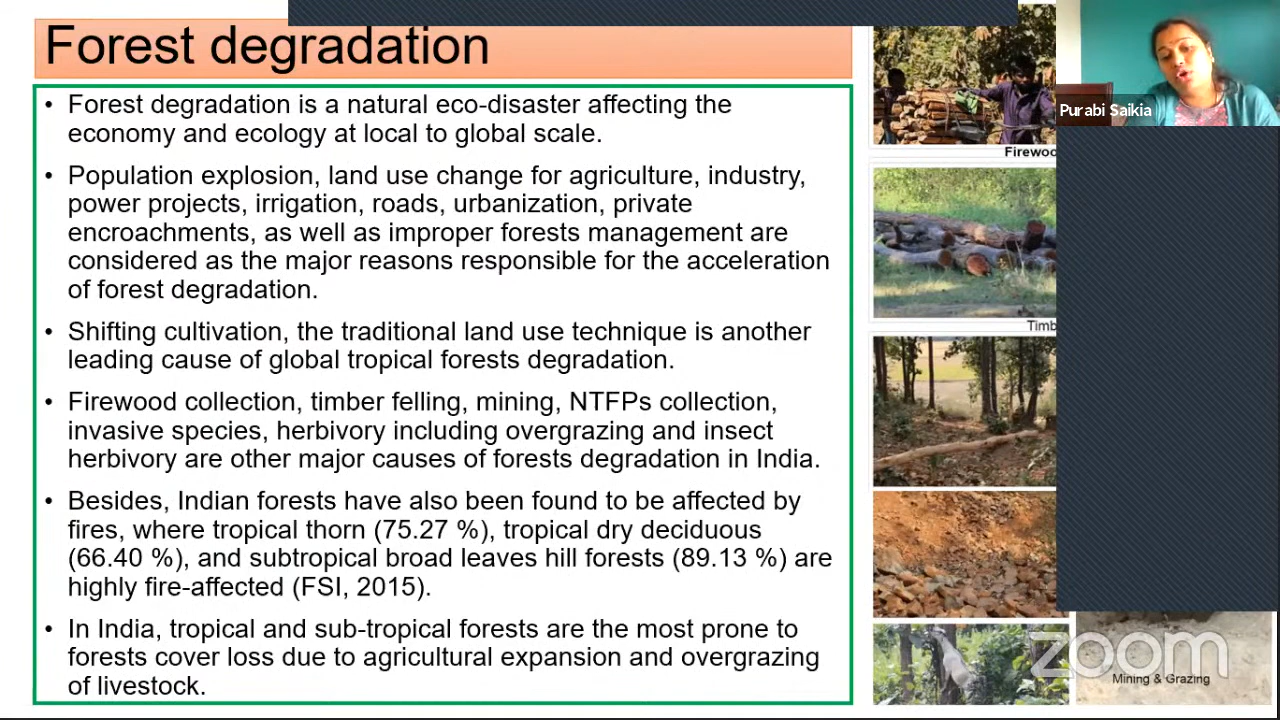 Forest degradation
• Forest degradation is a natural eco-disaster affecting the
economy and ecology at local to global scale.
• Population explosion, land use change for agriculture, industry,
power projects, irrigation, roads, urbanization, private
encroachments, as well as improper forests management are
considered as the major reasons responsible for the acceleration
of forest degradation.
• Shifting cultivation, the traditional land use technique is another
leading cause of global tropical forests degradation.
• Firewood collection, timber felling, mining, NTFPs collection,
invasive species, herbivory including overgrazing and insect
herbivory are other major causes of forests degradation in India.
• Besides, Indian forests have also been found to be affected by
fires, where tropical thorn (75.27 %), tropical dry deciduous
(66.40 %), and subtropical broad leaves hill forests (89.13 %) are
highly fire-affected (FSI, 2015).
• In India, tropical and sub-tropical forests are the most prone to
forests cover loss due to agricultural expansion and overgrazing
of livestock.
Purabi Saikia
zoom
Mining & Grazing